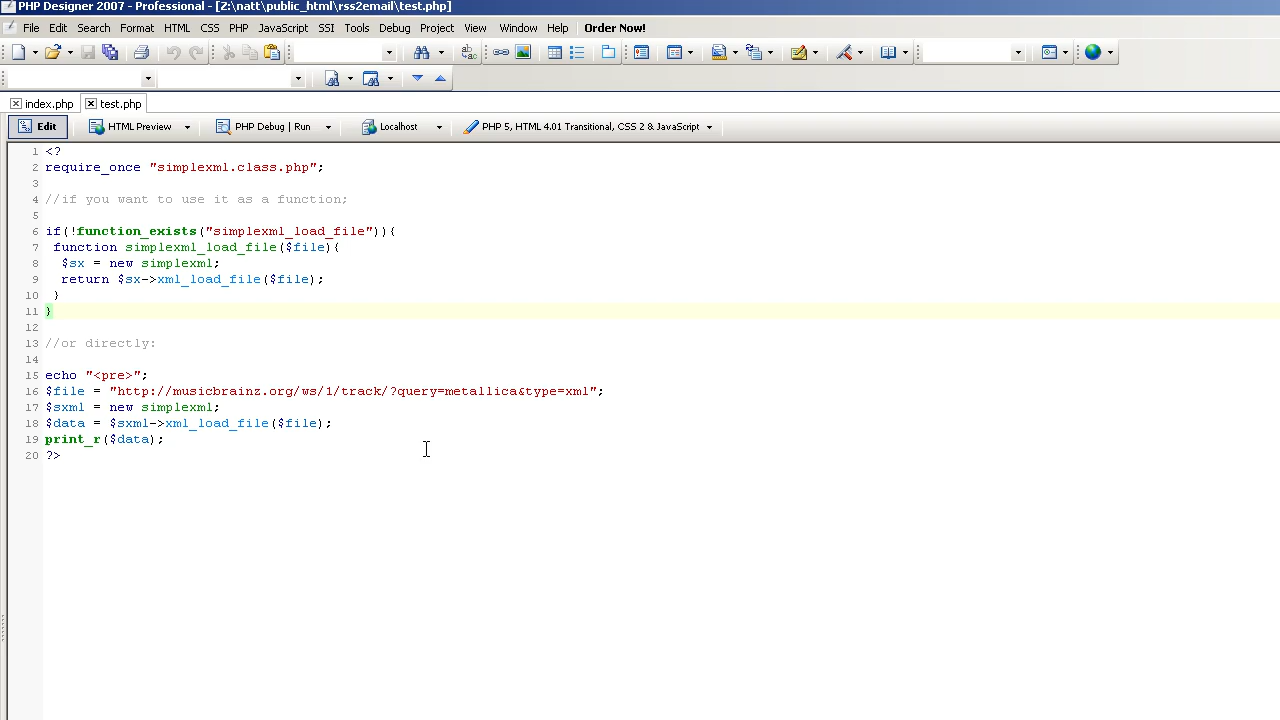 PHP Designer 2007 - Professional - [Z:\natt\public_html\rss2email\test.php]
File Edit Search Format HTML CSS PHP JavaScript SSI Tools Debug Project View Window Help Order Now!
index.php test.php
Edit HTML Preview PHP Debug | Run Localhost PHP 5, HTML 4.01 Transitional, CSS 2 & JavaScript
1 <?
2 require_once "simplexml.class.php";
3
4 //if you want to use it as a function;
5
6 if(!function_exists("simplexml_load_file")){
7 function simplexml_load_file($file){
8 $sx = new simplexml;
9 return $sx->xml_load_file($file);
10 }
11 }
12
13 //or directly:
14
15 echo "<pre>";
16 $file = "http://musicbrainz.org/ws/1/track/?query=metallica&type=xml";
17 $sxml = new simplexml;
18 $data = $sxml->xml_load_file($file);
19 print_r($data);
20 ?>